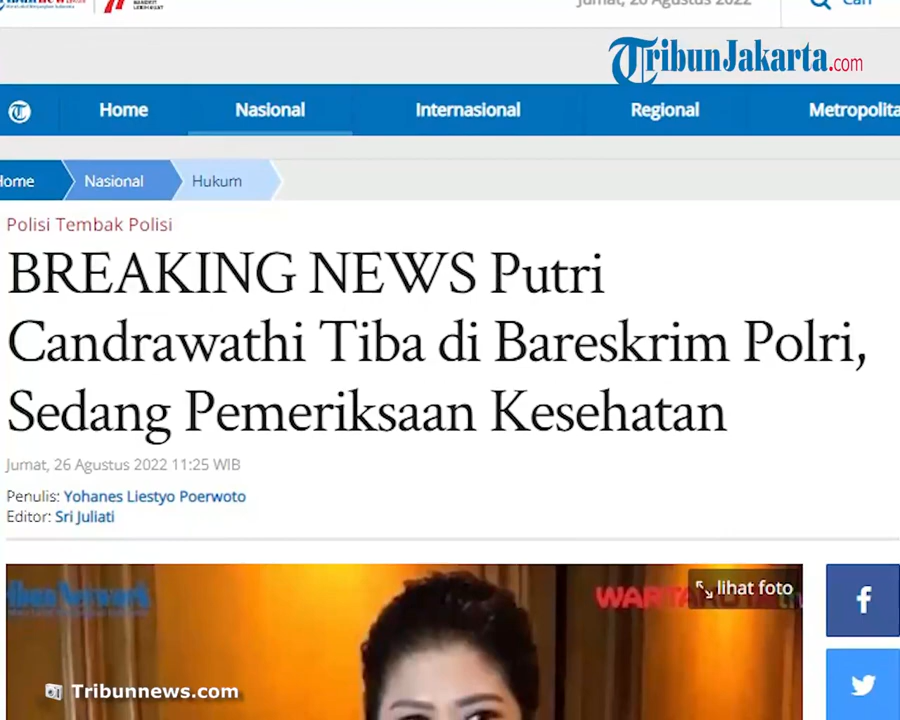 Jumat, 26 Agustus 2022
Cari
TribunJakarta.com
Home
Nasional
Internasional
Regional
Metropolita
Home
Nasional
Hukum
Polisi Tembak Polisi
BREAKING NEWS Putri
Candrawathi Tiba di Bareskrim Polri,
Sedang Pemeriksaan Kesehatan
Jumat, 26 Agustus 2022 11:25 WIB
Penulis: Yohanes Liestyo Poerwoto
Editor: Sri Juliati
lihat foto
Tribunnews.com